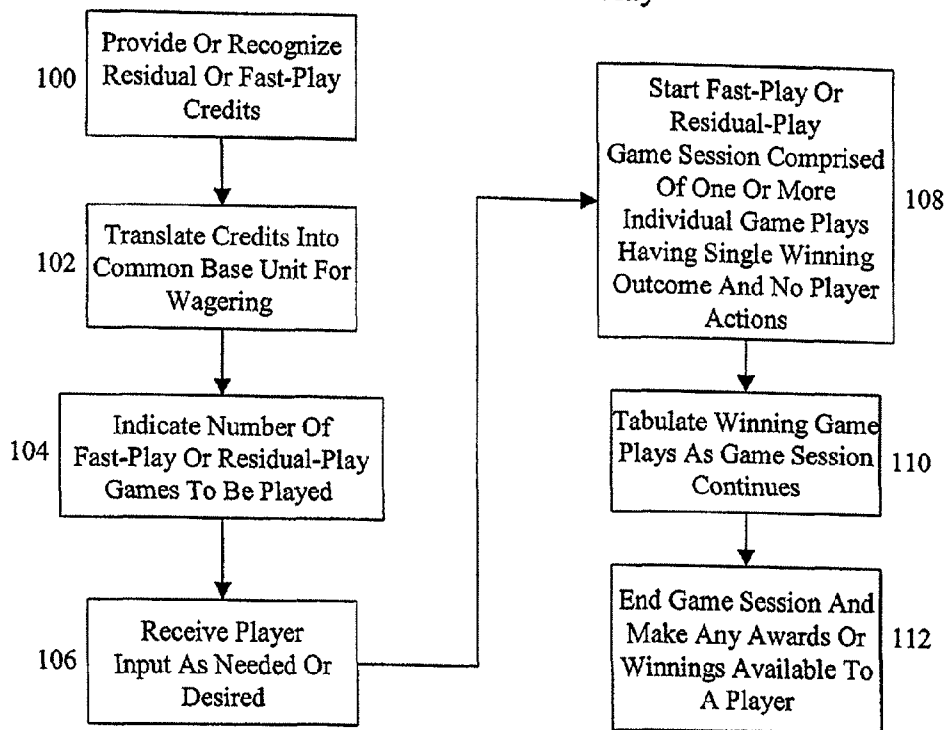 100
Provide Or Recognize
Residual Or Fast-Play
Credits
102
Translate Credits Into
Common Base Unit For
Wagering
104
Indicate Number Of
Fast-Play Or Residual-Play
Games To Be Played
106
Receive Player
Input As Needed Or
Desired
Start Fast-Play Or
Residual-Play
Game Session Comprised
Of One Or More
Individual Game Plays
Having Single Winning
Outcome And No Player
Actions
108
Tabulate Winning Game
Plays As Game Session
Continues
110
End Game Session And
Make Any Awards Or
Winnings Available To
A Player
112